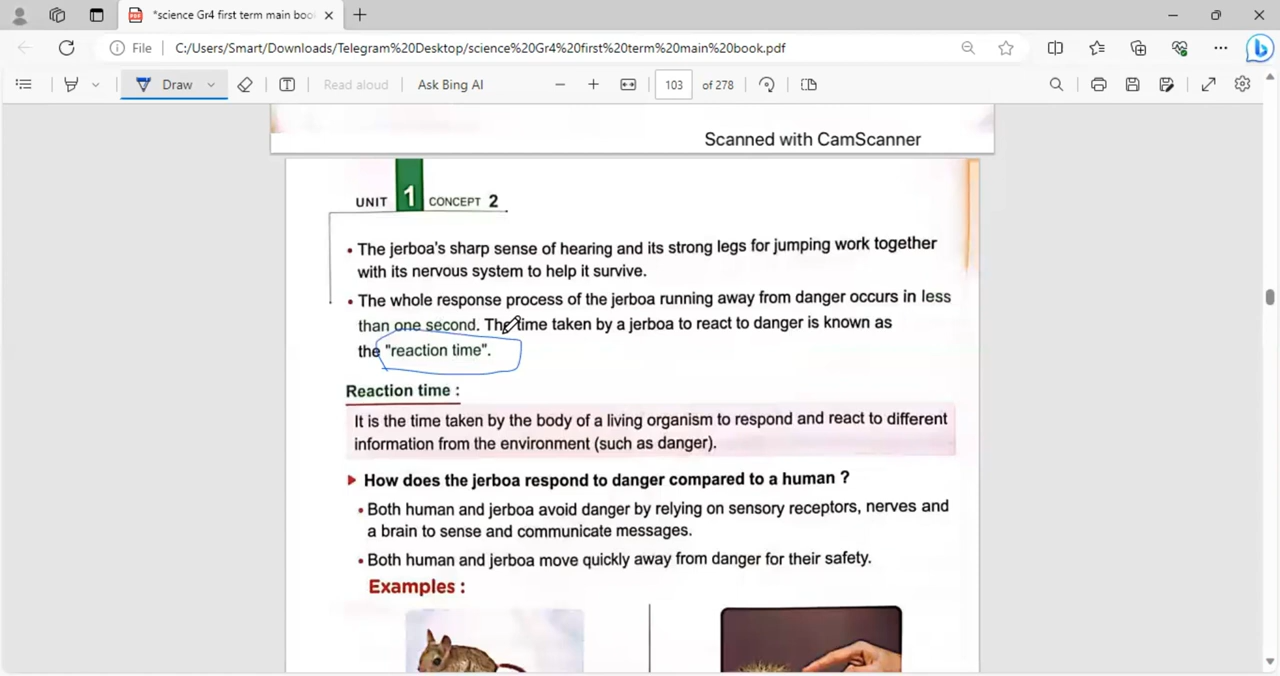 *science Gr4 first term main boo
File
C:/Users/Smart/Downloads/Telegram%20Desktop/science%20Gr4%20first%20term%20main%20book.pdf
Draw
Read aloud
Ask Bing AI
103 of 278
Scanned with CamScanner
UNIT 1 CONCEPT 2
• The jerboa's sharp sense of hearing and its strong legs for jumping work together
with its nervous system to help it survive.
• The whole response process of the jerboa running away from danger occurs in less
than one second. The time taken by a jerboa to react to danger is known as
the "reaction time".
Reaction time :
It is the time taken by the body of a living organism to respond and react to different
information from the environment (such as danger).
How does the jerboa respond to danger compared to a human ?
• Both human and jerboa avoid danger by relying on sensory receptors, nerves and
a brain to sense and communicate messages.
• Both human and jerboa move quickly away from danger for their safety.
Examples :